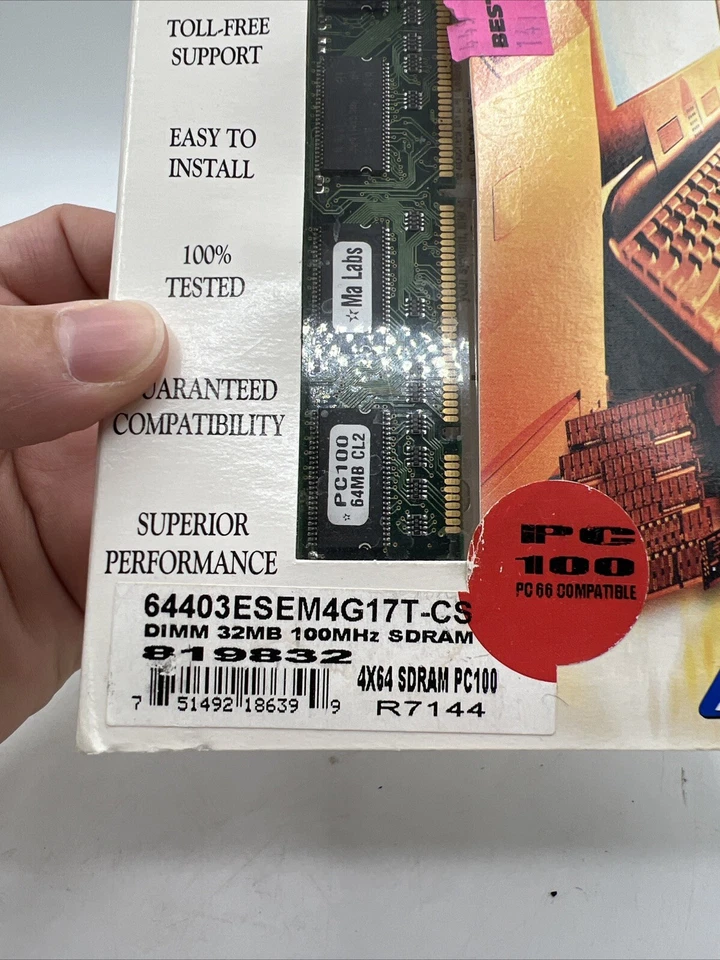 TOLL-FREE
SUPPORT
BES
EASY TO
INSTALL
100%
TESTED
☆ Ma Labs
UARANTEED
COMPATIBILITY
☆ PC100
64MB CL2
SUPERIOR
PERFORMANCE
PC
100
PC 66 COMPATIBLE
64403ESEM4G17T-CS
DIMM 32MB 100MHz SDRAM
819832
4X64 SDRAM PC100
R7144
7 51492 18639 9